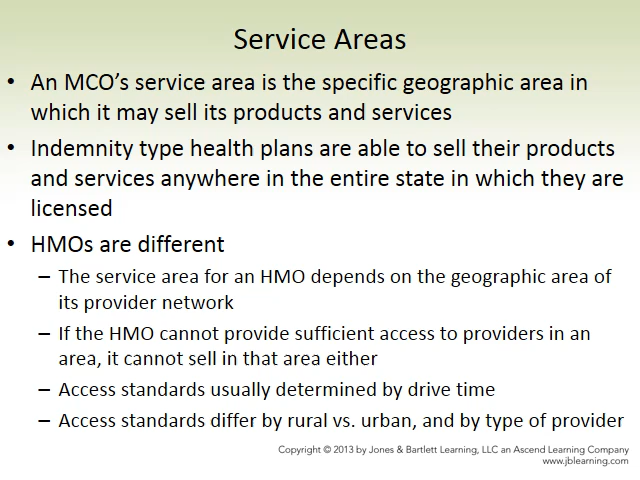 Service Areas
• An MCO’s service area is the specific geographic area in
which it may sell its products and services
• Indemnity type health plans are able to sell their products
and services anywhere in the entire state in which they are
licensed
• HMOs are different
– The service area for an HMO depends on the geographic area of
its provider network
– If the HMO cannot provide sufficient access to providers in an
area, it cannot sell in that area either
– Access standards usually determined by drive time
– Access standards differ by rural vs. urban, and by type of provider
Copyright © 2013 by Jones & Bartlett Learning, LLC an Ascend Learning Company
www.jblearning.com